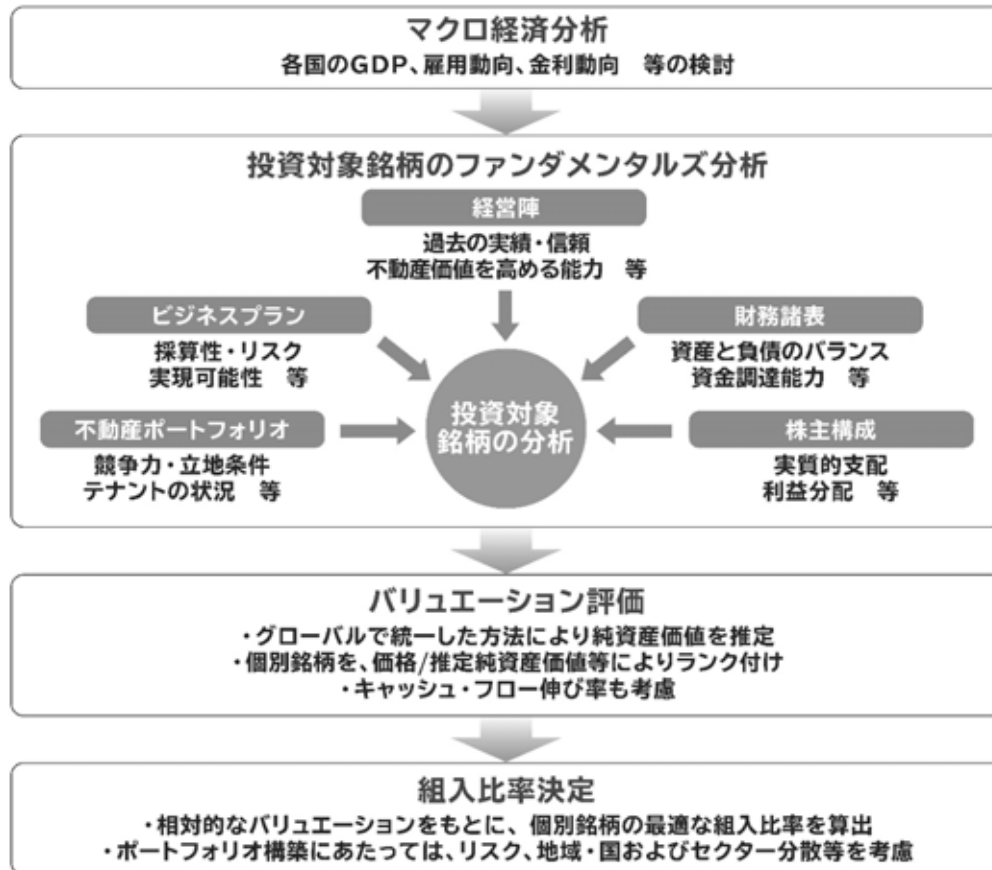 マクロ経済分析
各国のGDP、雇用動向、金利動向　等の検討
投資対象銘柄のファンダメンタルズ分析
経営陣
過去の実績・信頼
不動産価値を高める能力　等
ビジネスプラン
採算性・リスク
実現可能性　等
財務諸表
資産と負債のバランス
資金調達能力　等
不動産ポートフォリオ
競争力・立地条件
テナントの状況　等
投資対象
銘柄の分析
株主構成
実質的支配
利益分配　等
バリュエーション評価
・グローバルで統一した方法により純資産価値を推定
・個別銘柄を、価格/推定純資産価値等によりランク付け
・キャッシュ・フロー伸び率も考慮
組入比率決定
・相対的なバリュエーションをもとに、個別銘柄の最適な組入比率を算出
・ポートフォリオ構築にあたっては、リスク、地域・国およびセクター分散等を考慮